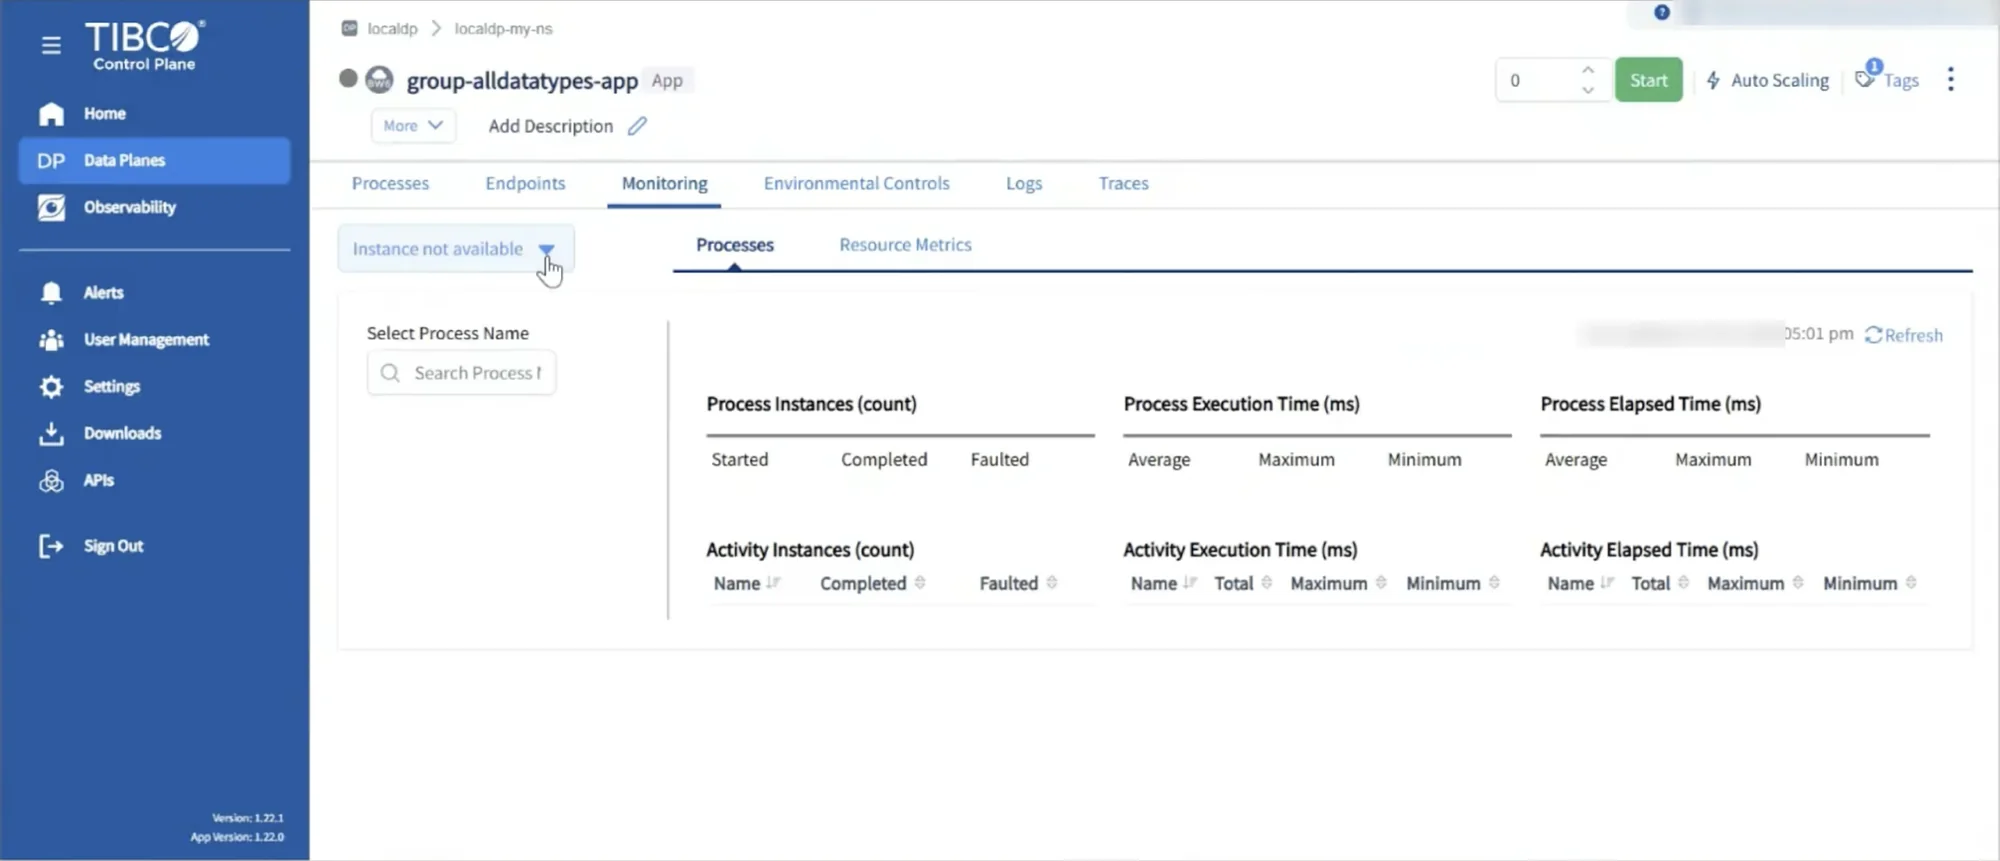 TIBCO®
Control Plane
Home
DP Data Planes
Observability
Alerts
User Management
Settings
Downloads
APIs
Sign Out
Version: 1.22.1
App Version: 1.22.0
DP localdp > localdp-my-ns
?
group-alldatatypes-app App
0 Start Auto Scaling 1 Tags
More Add Description
Processes Endpoints Monitoring Environmental Controls Logs Traces
Instance not available
Processes Resource Metrics
Select Process Name
Search Process
05:01 pm Refresh
Process Instances (count) Process Execution Time (ms) Process Elapsed Time (ms)
Started Completed Faulted Average Maximum Minimum Average Maximum Minimum
Activity Instances (count) Activity Execution Time (ms) Activity Elapsed Time (ms)
Name Completed Faulted Name Total Maximum Minimum Name Total Maximum Minimum